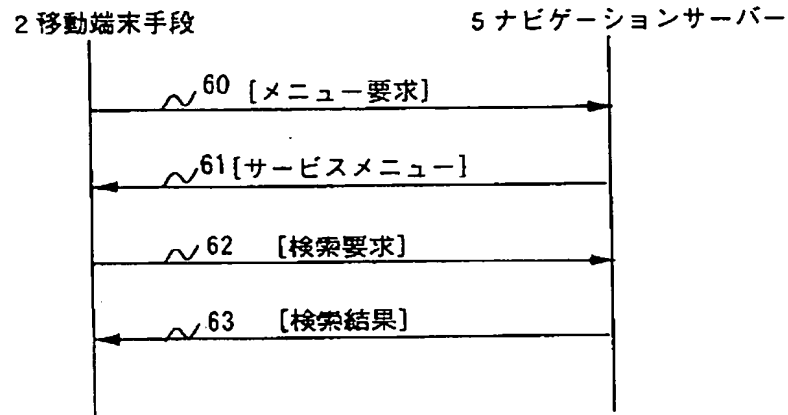 2 移動端末手段
5 ナビゲーションサーバー
60 [メニュー要求]
61[サービスメニュー]
62 [検索要求]
63 [検索結果]